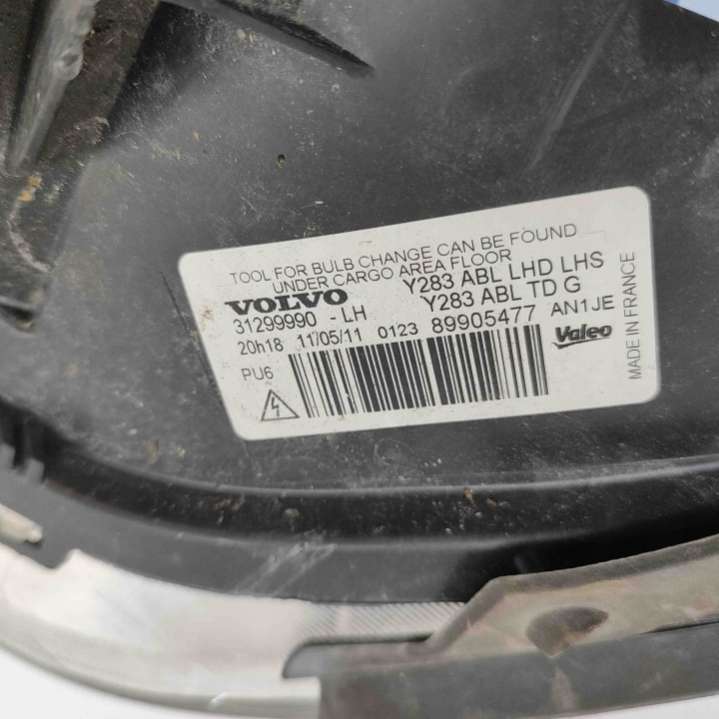 TOOL FOR BULB CHANGE CAN BE FOUND
UNDER CARGO AREA FLOOR
VOLVO Y283 ABL LHD LHS
31299990 - LH Y283 ABL TD G
20h18 11/05/11 0123 89905477 AN1JE
PU6 Valeo
MADE IN FRANCE